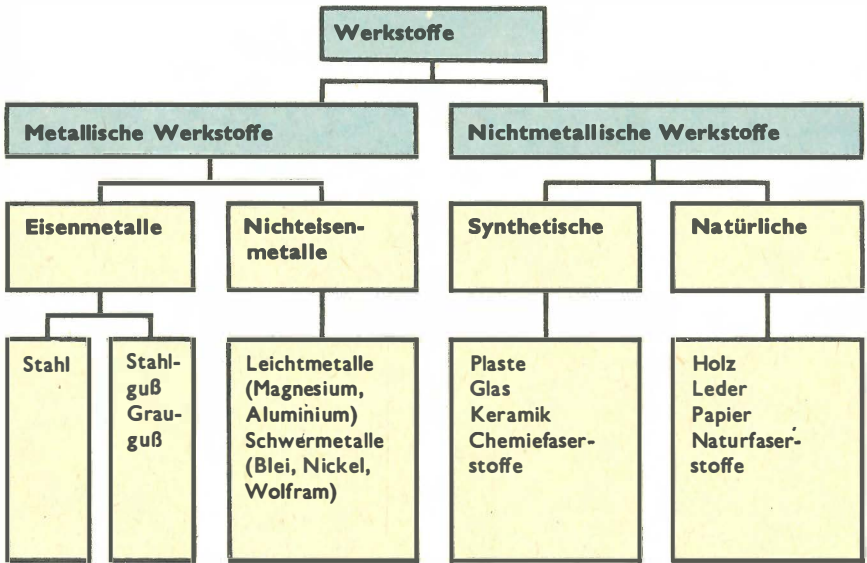 Werkstoffe
Metallische Werkstoffe
Nichtmetallische Werkstoffe
Eisenmetalle
Nichteisen-
metalle
Synthetische
Natürliche
Stahl
Stahl-
guß
Grau-
guß
Leichtmetalle
(Magnesium,
Aluminium)
Schwermetalle
(Blei, Nickel,
Wolfram)
Plaste
Glas
Keramik
Chemiefaser-
stoffe
Holz
Leder
Papier
Naturfaser-
stoffe